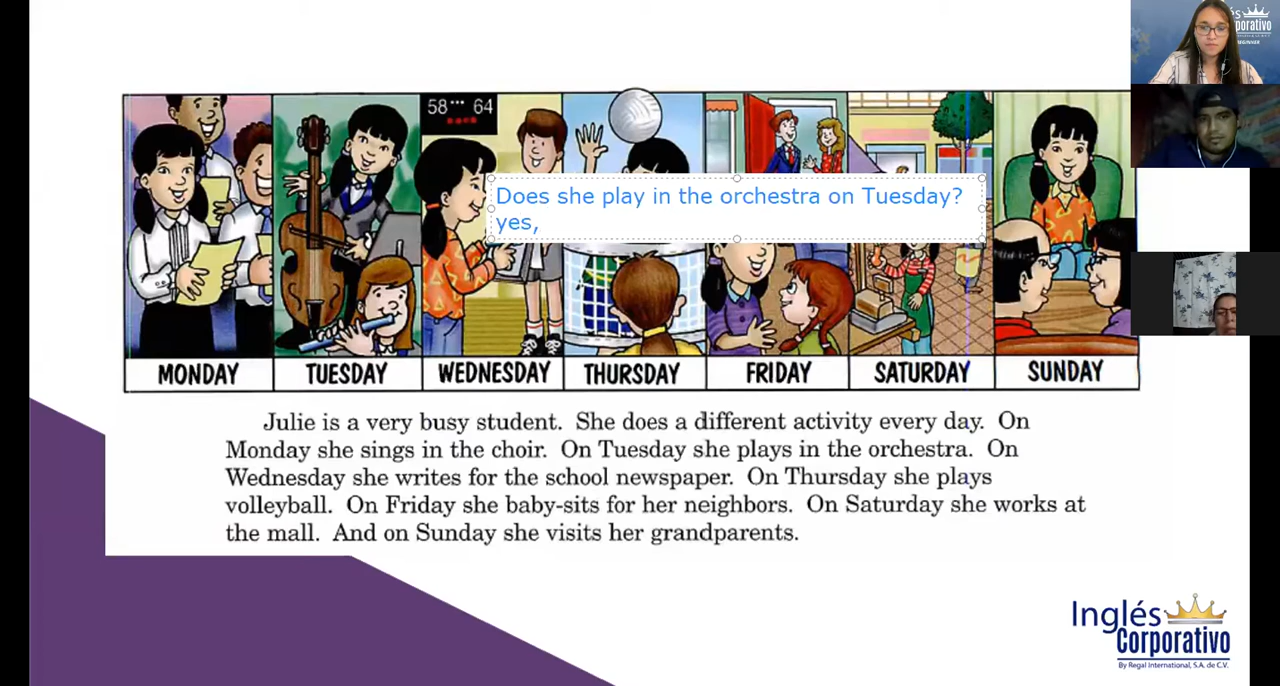 58 64
Does she play in the orchestra on Tuesday?
yes,
MONDAY TUESDAY WEDNESDAY THURSDAY FRIDAY SATURDAY SUNDAY
Julie is a very busy student. She does a different activity every day. On
Monday she sings in the choir. On Tuesday she plays in the orchestra. On
Wednesday she writes for the school newspaper. On Thursday she plays
volleyball. On Friday she baby-sits for her neighbors. On Saturday she works at
the mall. And on Sunday she visits her grandparents.
Inglés
Corporativo
By Regal International, S.A. de C.V.